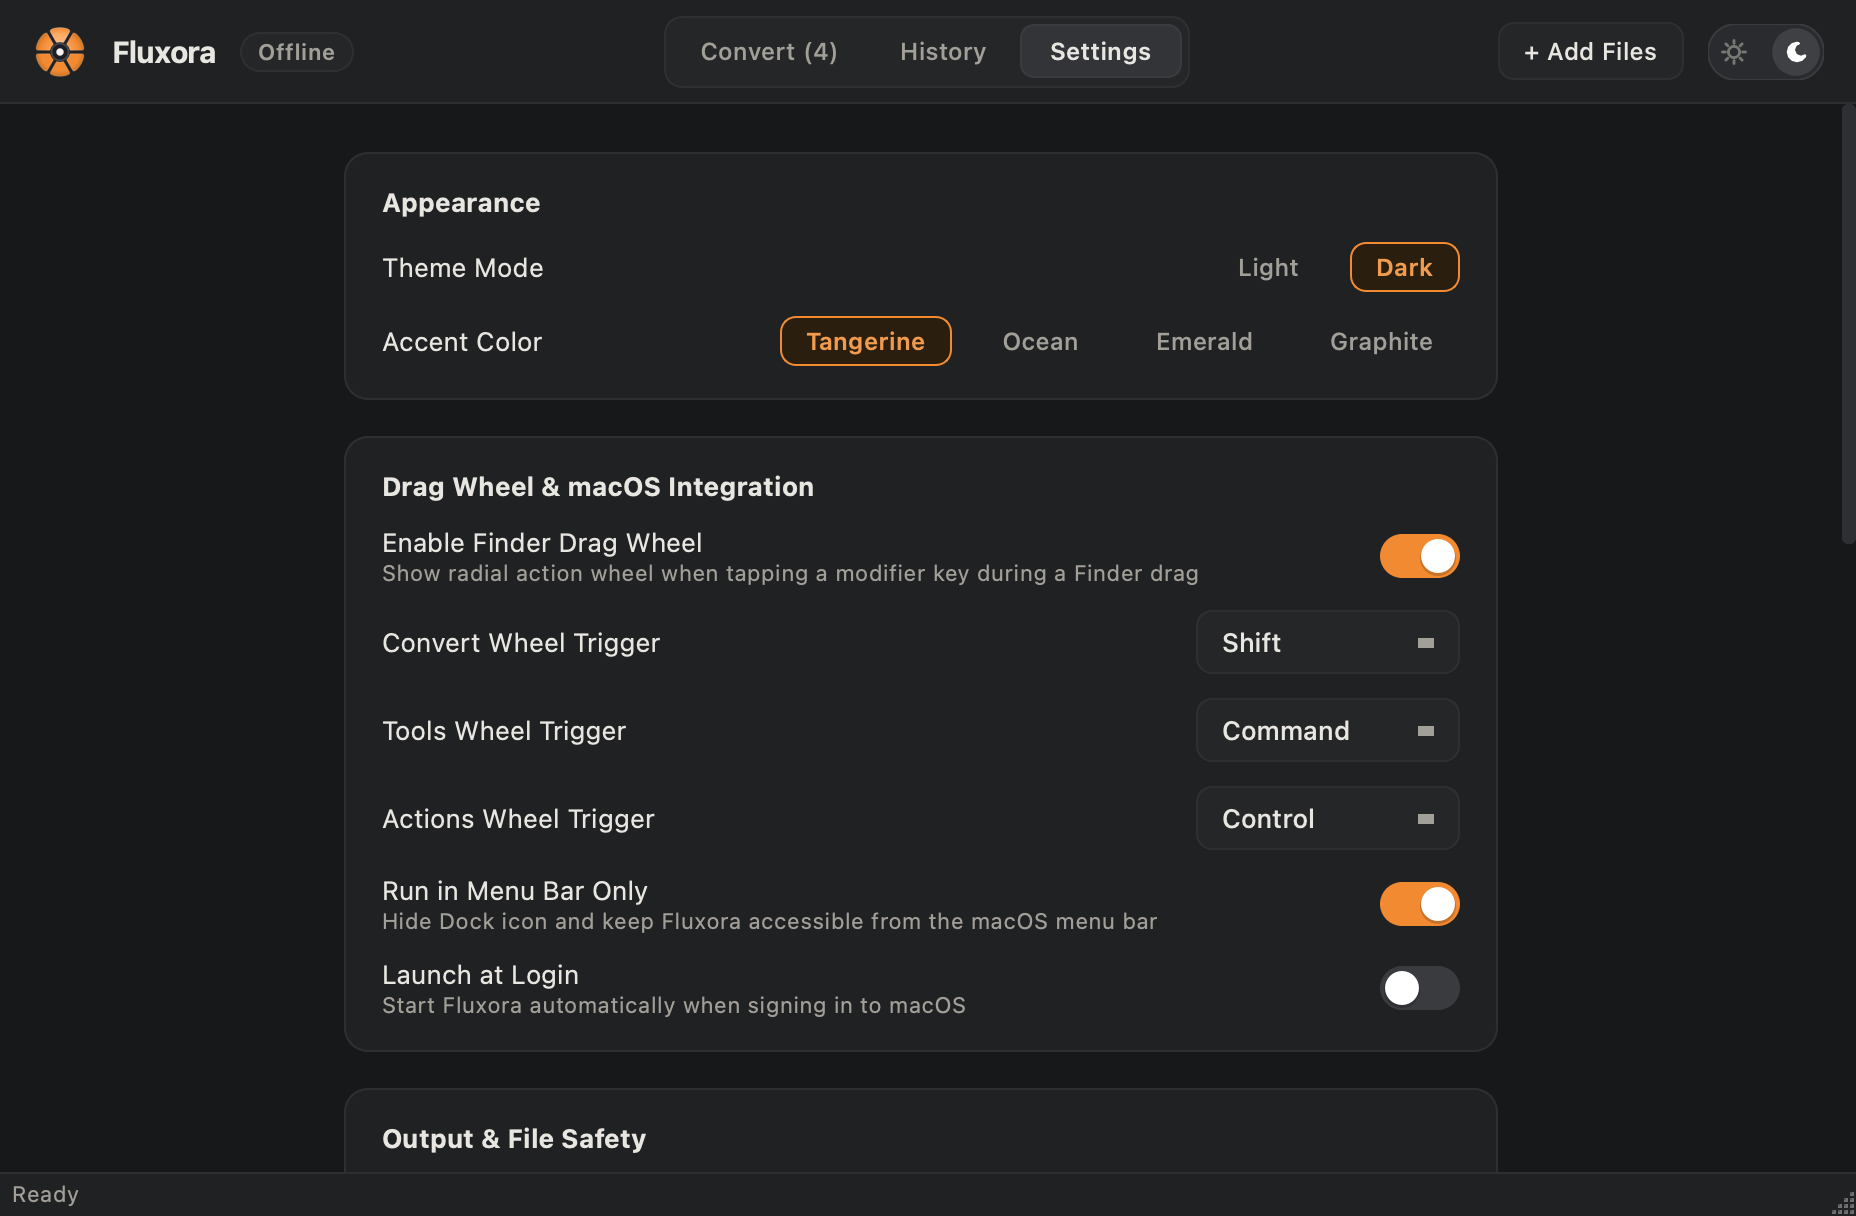 Fluxora
Offline
Convert (4)
History
Settings
+ Add Files
Appearance
Theme Mode
Light
Dark
Accent Color
Tangerine
Ocean
Emerald
Graphite
Drag Wheel & macOS Integration
Enable Finder Drag Wheel
Show radial action wheel when tapping a modifier key during a Finder drag
Convert Wheel Trigger
Shift
Tools Wheel Trigger
Command
Actions Wheel Trigger
Control
Run in Menu Bar Only
Hide Dock icon and keep Fluxora accessible from the macOS menu bar
Launch at Login
Start Fluxora automatically when signing in to macOS
Output & File Safety
Ready